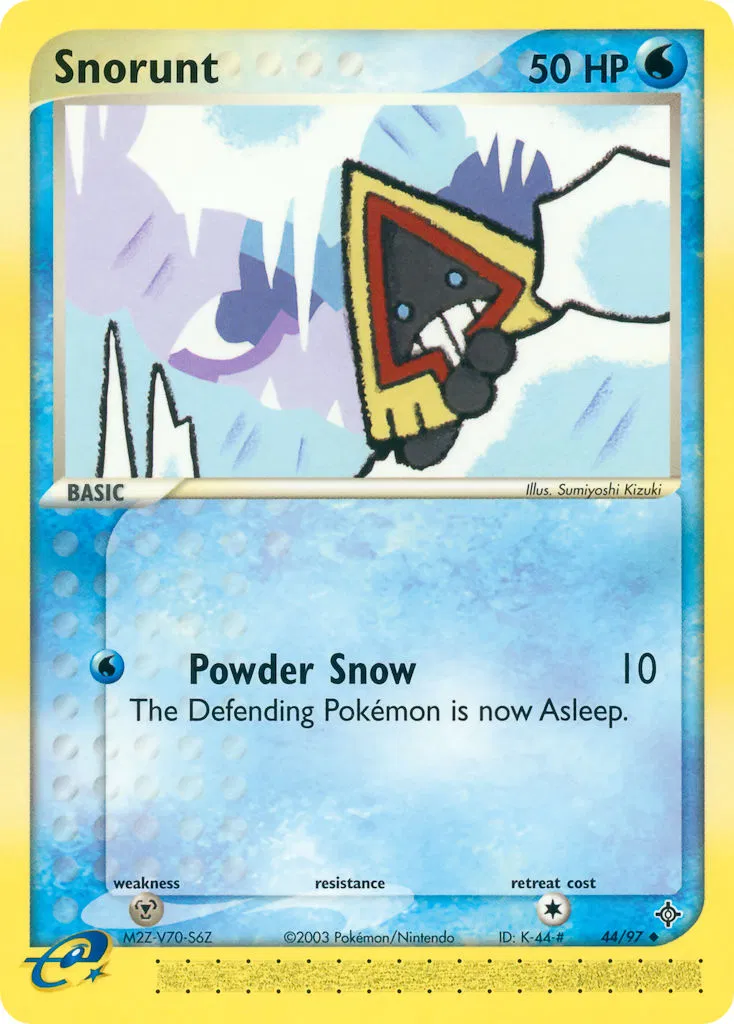 Snorunt 50 HP
BASIC
Illus. Sumiyoshi Kizuki
Powder Snow 10
The Defending Pokémon is now Asleep.
weakness resistance retreat cost
M2Z-V70-S6Z ©2003 Pokémon/Nintendo ID: K-44-# 44/97
e